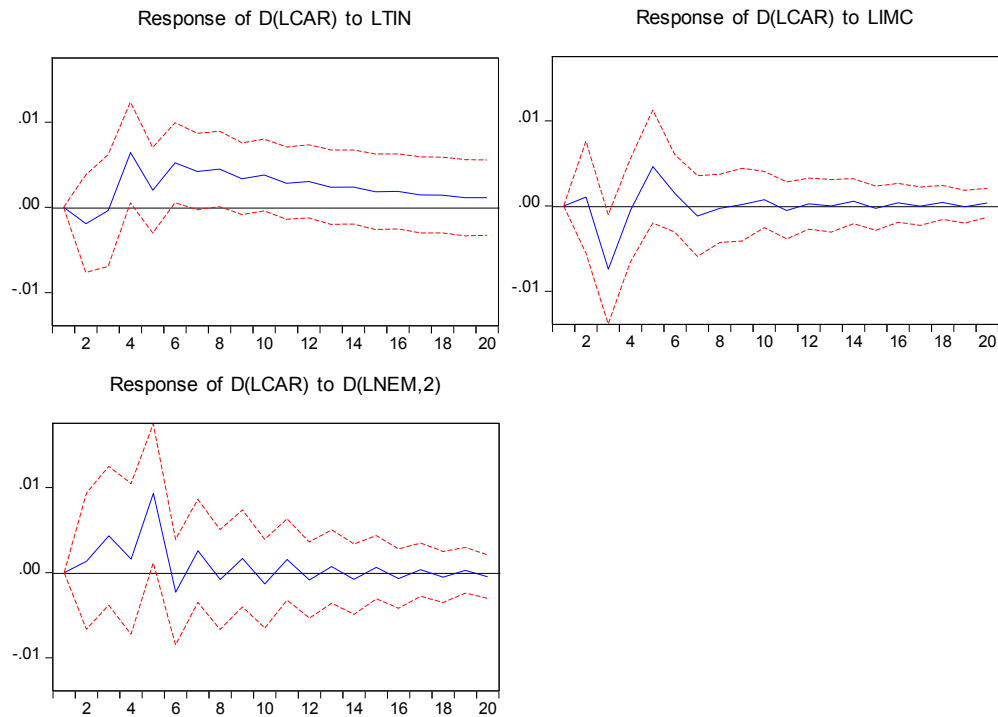 Response of D(LCAR) to LTIN
.01
.00
-.01
2 4 6 8 10 12 14 16 18 20
Response of D(LCAR) to LIMC
.01
.00
-.01
2 4 6 8 10 12 14 16 18 20
Response of D(LCAR) to D(LNEM,2)
.01
.00
-.01
2 4 6 8 10 12 14 16 18 20